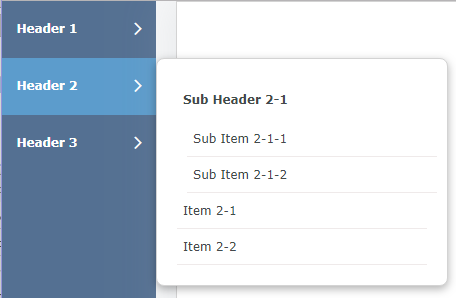 Header 1
Header 2
Header 3
Sub Header 2-1
Sub Item 2-1-1
Sub Item 2-1-2
Item 2-1
Item 2-2